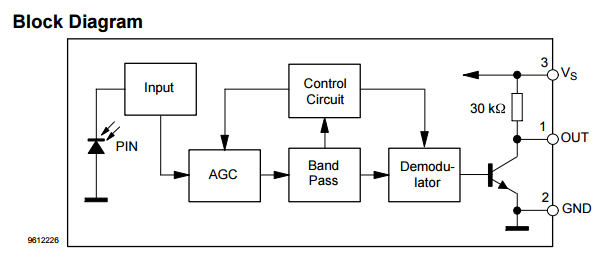 Block Diagram
Input
PIN
AGC
Control
Circuit
Band
Pass
Demodu-
lator
30 kΩ
3
VS
1
OUT
2
GND
9612226